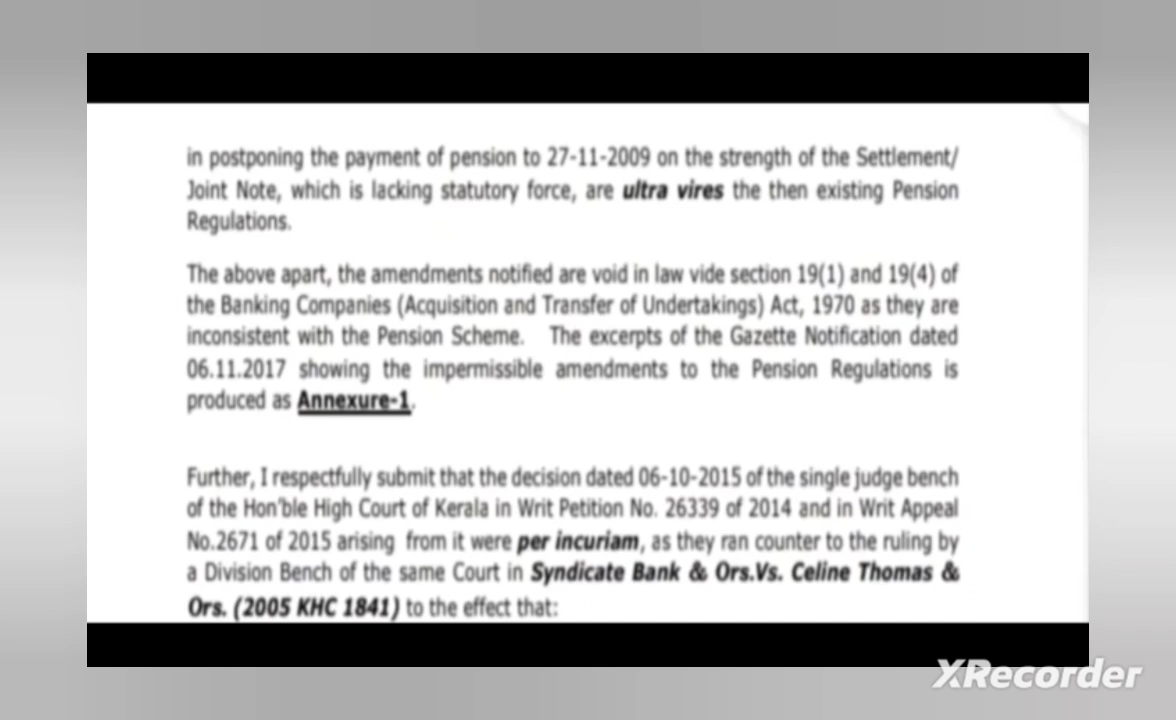 in postponing the payment of pension to 27-11-2009 on the strength of the Settlement/
Joint Note, which is lacking statutory force, are ultra vires the then existing Pension
Regulations.
The above apart, the amendments notified are void in law vide section 19(1) and 19(4) of
the Banking Companies (Acquisition and Transfer of Undertakings) Act, 1970 as they are
inconsistent with the Pension Scheme. The excerpts of the Gazette Notification dated
06.11.2017 showing the impermissible amendments to the Pension Regulations is
produced as Annexure-1.
Further, I respectfully submit that the decision dated 06-10-2015 of the single judge bench
of the Hon'ble High Court of Kerala in Writ Petition No. 26339 of 2014 and in Writ Appeal
No.2671 of 2015 arising from it were per incuriam, as they ran counter to the ruling by
a Division Bench of the same Court in Syndicate Bank & Ors.Vs. Celine Thomas &
Ors. (2005 KHC 1841) to the effect that:
XRecorder